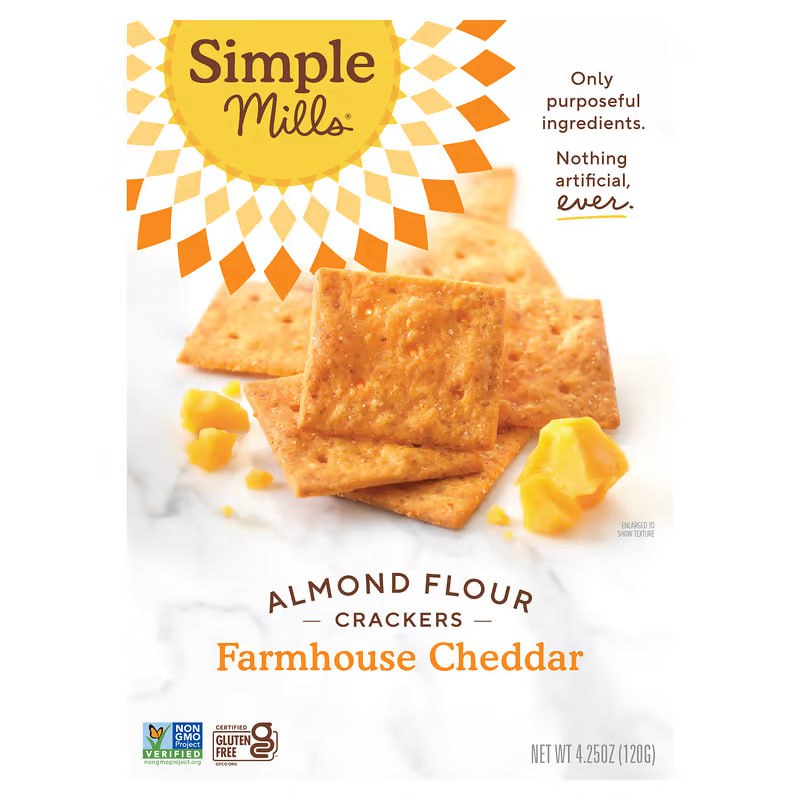 Simple
Mills®
Only
purposeful
ingredients.
Nothing
artificial,
ever.
ENLARGED TO
SHOW TEXTURE
ALMOND FLOUR
— CRACKERS —
Farmhouse Cheddar
NON
GMO
Project
VERIFIED
nongmoproject.org
CERTIFIED
GLUTEN
FREE
GFCO.ORG
NET WT 4.25OZ (120G)